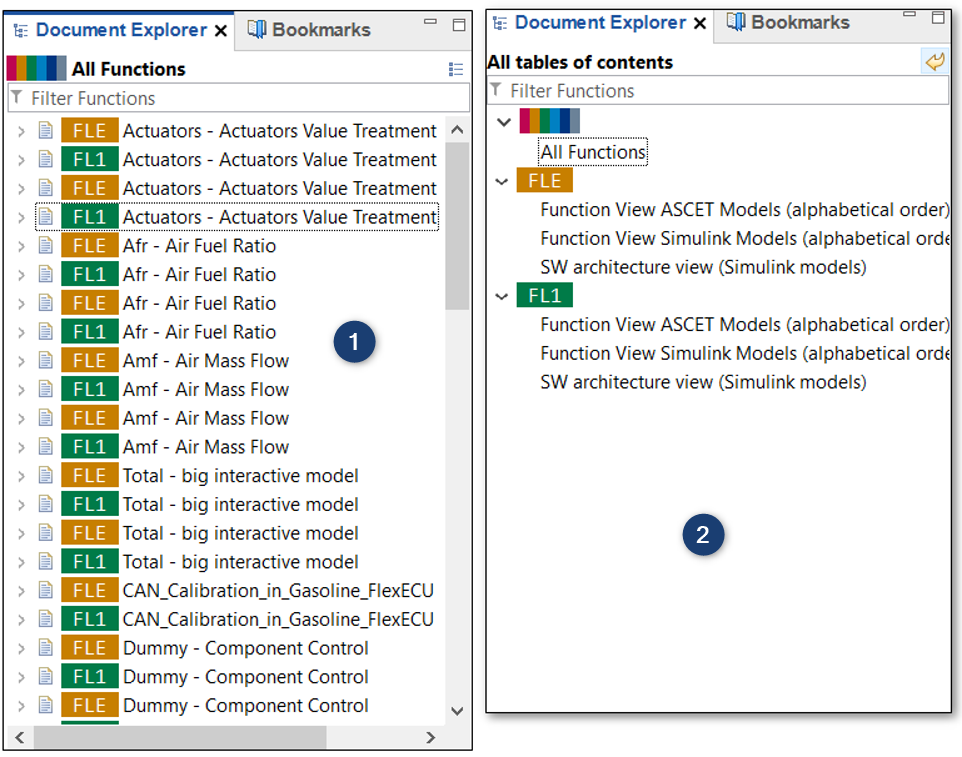 Document Explorer
Bookmarks
All Functions
Filter Functions
FLE Actuators - Actuators Value Treatment
FL1 Actuators - Actuators Value Treatment
FLE Actuators - Actuators Value Treatment
FL1 Actuators - Actuators Value Treatment
FLE Afr - Air Fuel Ratio
FL1 Afr - Air Fuel Ratio
FLE Afr - Air Fuel Ratio
FL1 Afr - Air Fuel Ratio
FLE Amf - Air Mass Flow
FL1 Amf - Air Mass Flow
FLE Amf - Air Mass Flow
FL1 Amf - Air Mass Flow
FLE Total - big interactive model
FL1 Total - big interactive model
FLE Total - big interactive model
FL1 Total - big interactive model
FLE CAN_Calibration_in_Gasoline_FlexECU
FL1 CAN_Calibration_in_Gasoline_FlexECU
FLE Dummy - Component Control
FL1 Dummy - Component Control
FLE Dummy - Component Control
1
Document Explorer
Bookmarks
All tables of contents
Filter Functions
All Functions
FLE
Function View ASCET Models (alphabetical order)
Function View Simulink Models (alphabetical orde
SW architecture view (Simulink models)
FL1
Function View ASCET Models (alphabetical order)
Function View Simulink Models (alphabetical orde
SW architecture view (Simulink models)
2